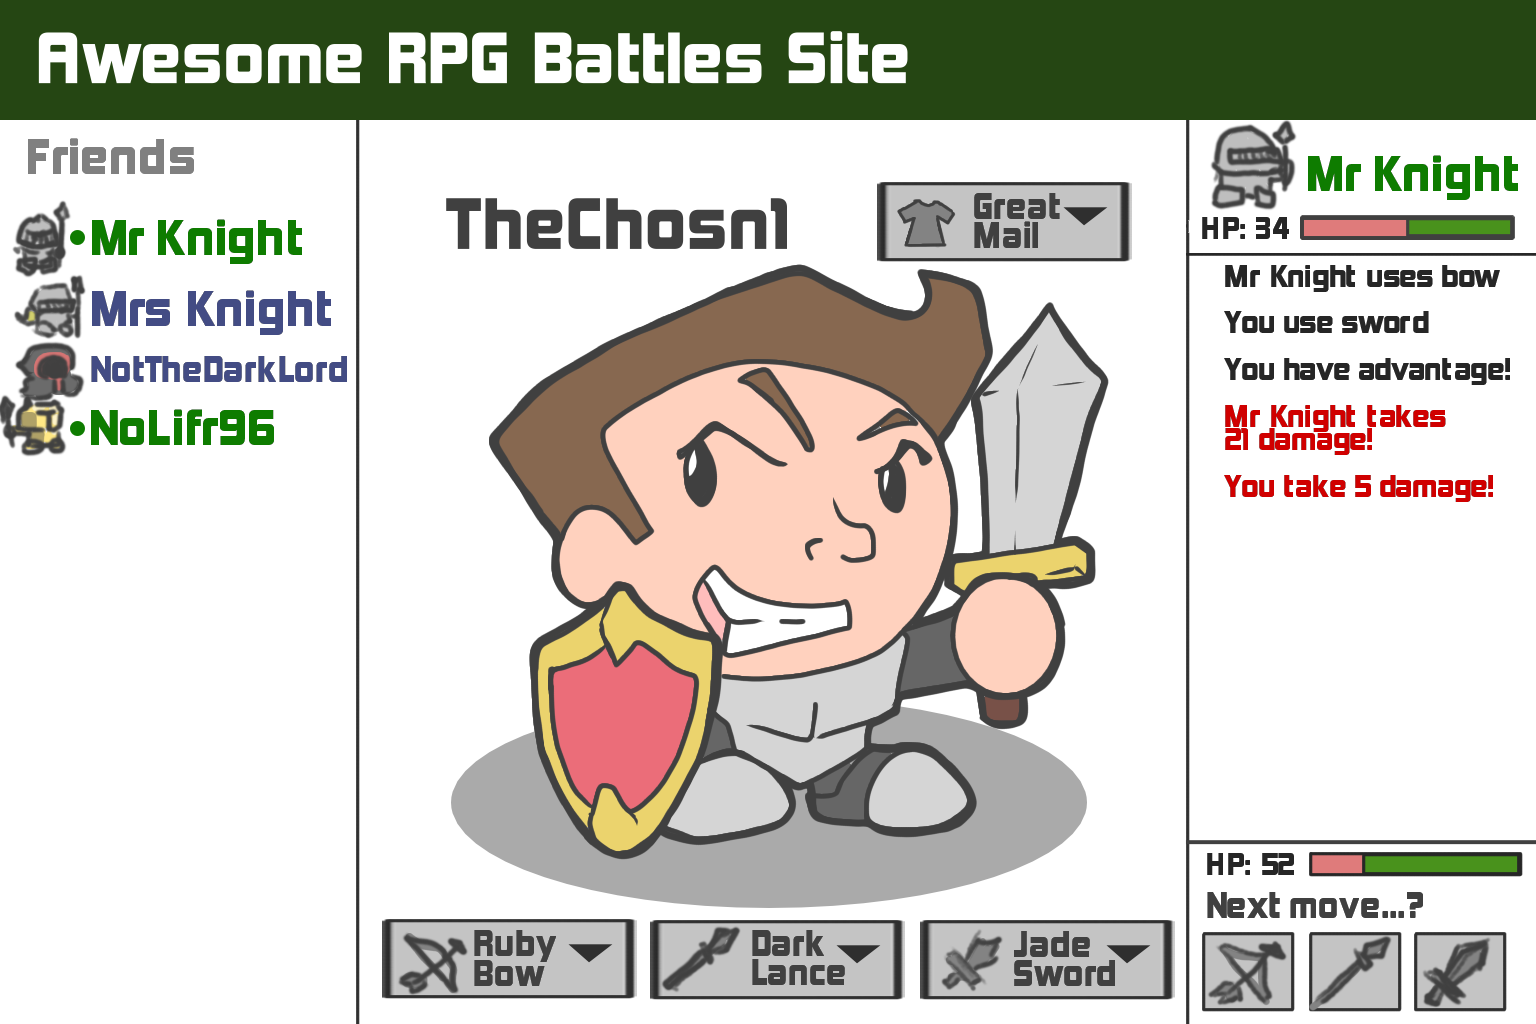 Awesome RPG Battles Site
Friends
•Mr Knight
Mrs Knight
NotTheDarkLord
•NoLifr96
TheChosn1
Great
Mail
Ruby
Bow
Dark
Lance
Jade
Sword
Mr Knight
HP: 34
Mr Knight uses bow
You use sword
You have advantage!
Mr Knight takes
21 damage!
You take 5 damage!
HP: 52
Next move...?